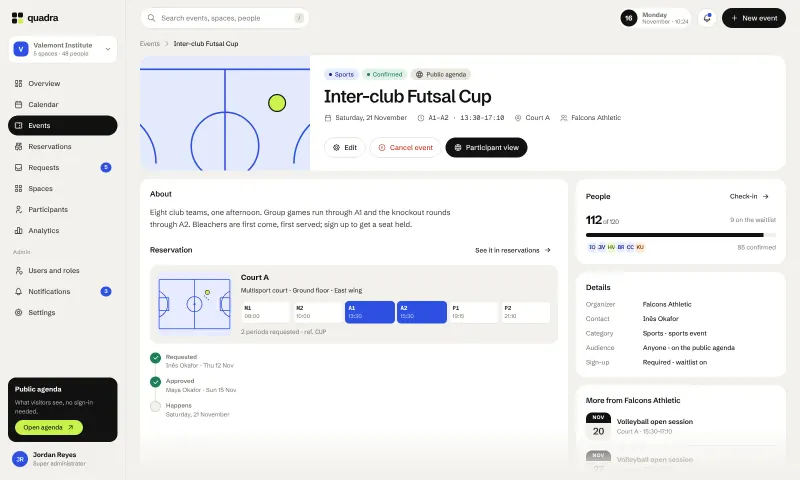 quadra
Search events, spaces, people
/
16
Monday
November · 10:24
New event
V
Valemont Institute
5 spaces · 48 people
Events
Inter-club Futsal Cup
Overview
Calendar
Events
Reservations
Requests
5
Spaces
Participants
Analytics
Admin
Users and roles
Notifications
3
Settings
Public agenda
What visitors see, no sign-in
needed.
Open agenda
JR
Jordan Reyes
Super administrator
Sports
Confirmed
Public agenda
Inter-club Futsal Cup
Saturday, 21 November
A1–A2 · 13:30–17:10
Court A
Falcons Athletic
Edit
Cancel event
Participant view
About
Eight club teams, one afternoon. Group games run through A1 and the knockout rounds
through A2. Bleachers are first come, first served; sign up to get a seat held.
Reservation
See it in reservations
Court A
Multisport court · Ground floor · East wing
M1
M2
10:00
A1
13:30
A2
15:30
P1
19:15
P2
21:10
2 periods requested · ref. CUP
Requested
Inês Okafor · Thu 12 Nov
Approved
Maya Okafor · Sun 15 Nov
Happens
Saturday, 21 November
People
Check-in
112 of 120
9 on the waitlist
JW
HV
BR
CC
KU
Details
Organizer
Falcons Athletic
Contact
Inês Okafor
Category
Sports · sports event
Audience
Anyone · on the public agenda
Sign-up
Required · waitlist on
More from Falcons Athletic
NOV
20
Volleyball open session
Court A · 15:30–17:10
NOV
Volleyball open session